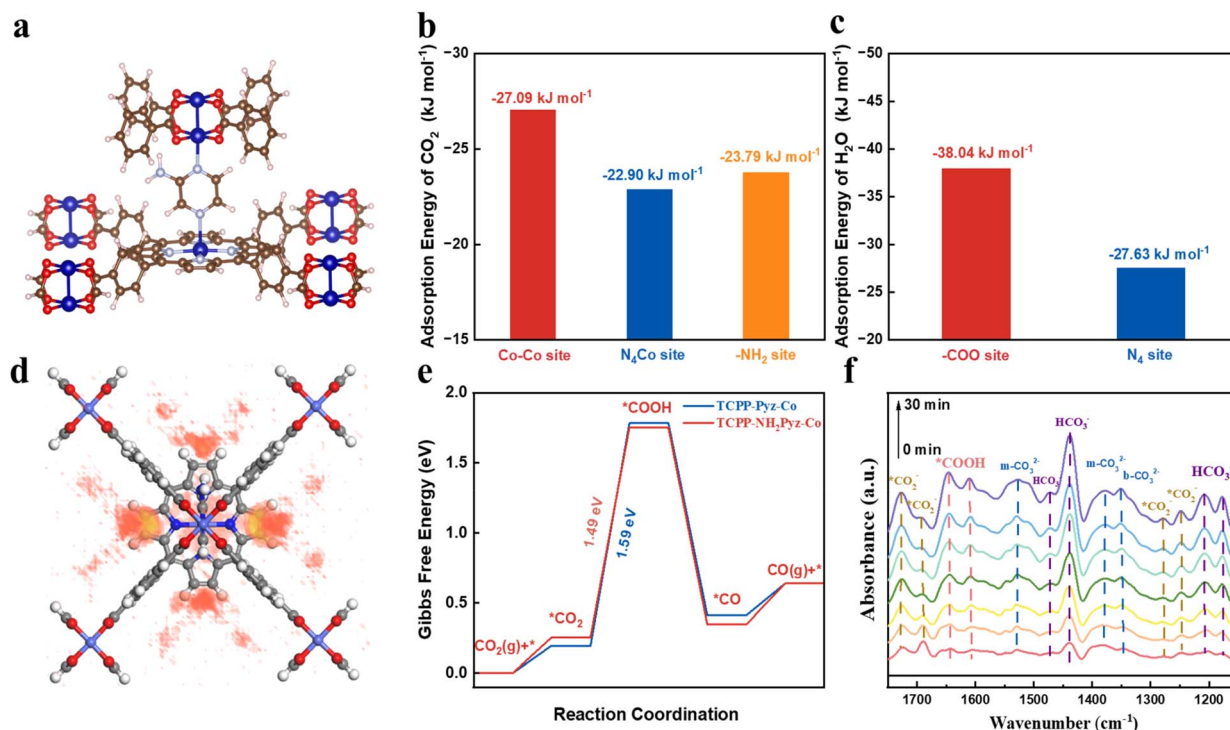 a
b
Adsorption Energy of CO₂ (kJ mol⁻¹)
−30
−25
−20
−15
-27.09 kJ mol⁻¹
-22.90 kJ mol⁻¹
-23.79 kJ mol⁻¹
Co-Co site
N₄Co site
-NH₂ site
c
Adsorption Energy of H₂O (kJ mol⁻¹)
−50
−45
−40
−35
−30
−25
−20
-38.04 kJ mol⁻¹
-27.63 kJ mol⁻¹
-COO site
N₄ site
d
e
Gibbs Free Energy (eV)
2.0
1.5
1.0
0.5
0.0
TCPP-Pyz-Co
TCPP-NH₂Pyz-Co
*COOH
1.49 eV
1.59 eV
CO₂(g)+*
*CO₂
*CO
CO(g)+*
Reaction Coordination
f
Absorbance (a.u.)
30 min
0 min
*CO₂⁻
*CO₂⁻
*COOH
m-CO₃²⁻
HCO₃⁻
HCO₃⁻
m-CO₃²⁻
b-CO₃²⁻
*CO₂⁻
*CO₂⁻
HCO₃⁻
1700
1600
1500
1400
1300
1200
Wavenumber (cm⁻¹)